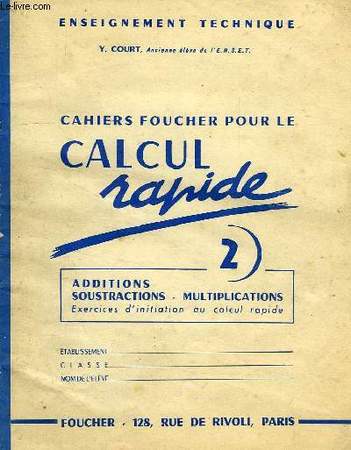 ENSEIGNEMENT TECHNIQUE
Y. COURT, Ancienne élève de l'E.N.S.E.T.
CAHIERS FOUCHER POUR LE
CALCUL
rapide
2)
ADDITIONS
SOUSTRACTIONS - MULTIPLICATIONS
Exercices d'initiation au calcul rapide
ÉTABLISSEMENT
CLASSE
NOM DE L'ÉLÈVE
FOUCHER - 128, RUE DE RIVOLI, PARIS